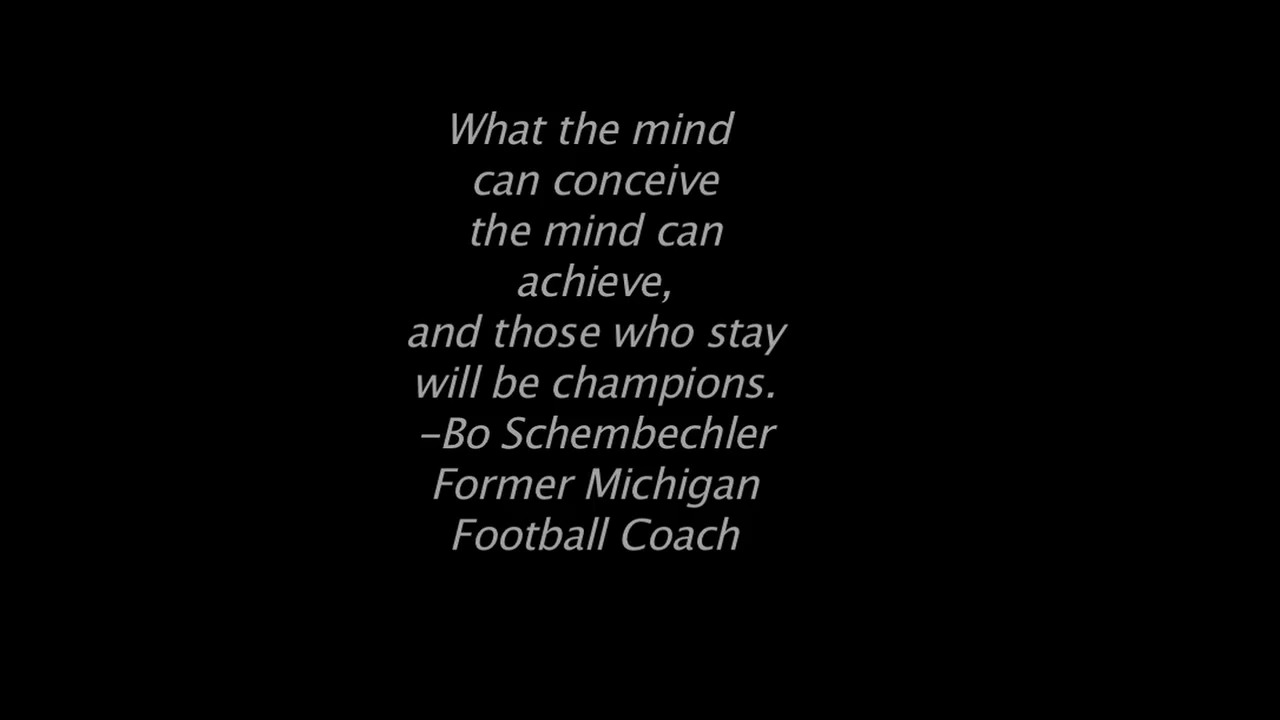 What the mind
can conceive
the mind can
achieve,
and those who stay
will be champions.
–Bo Schembechler
Former Michigan
Football Coach